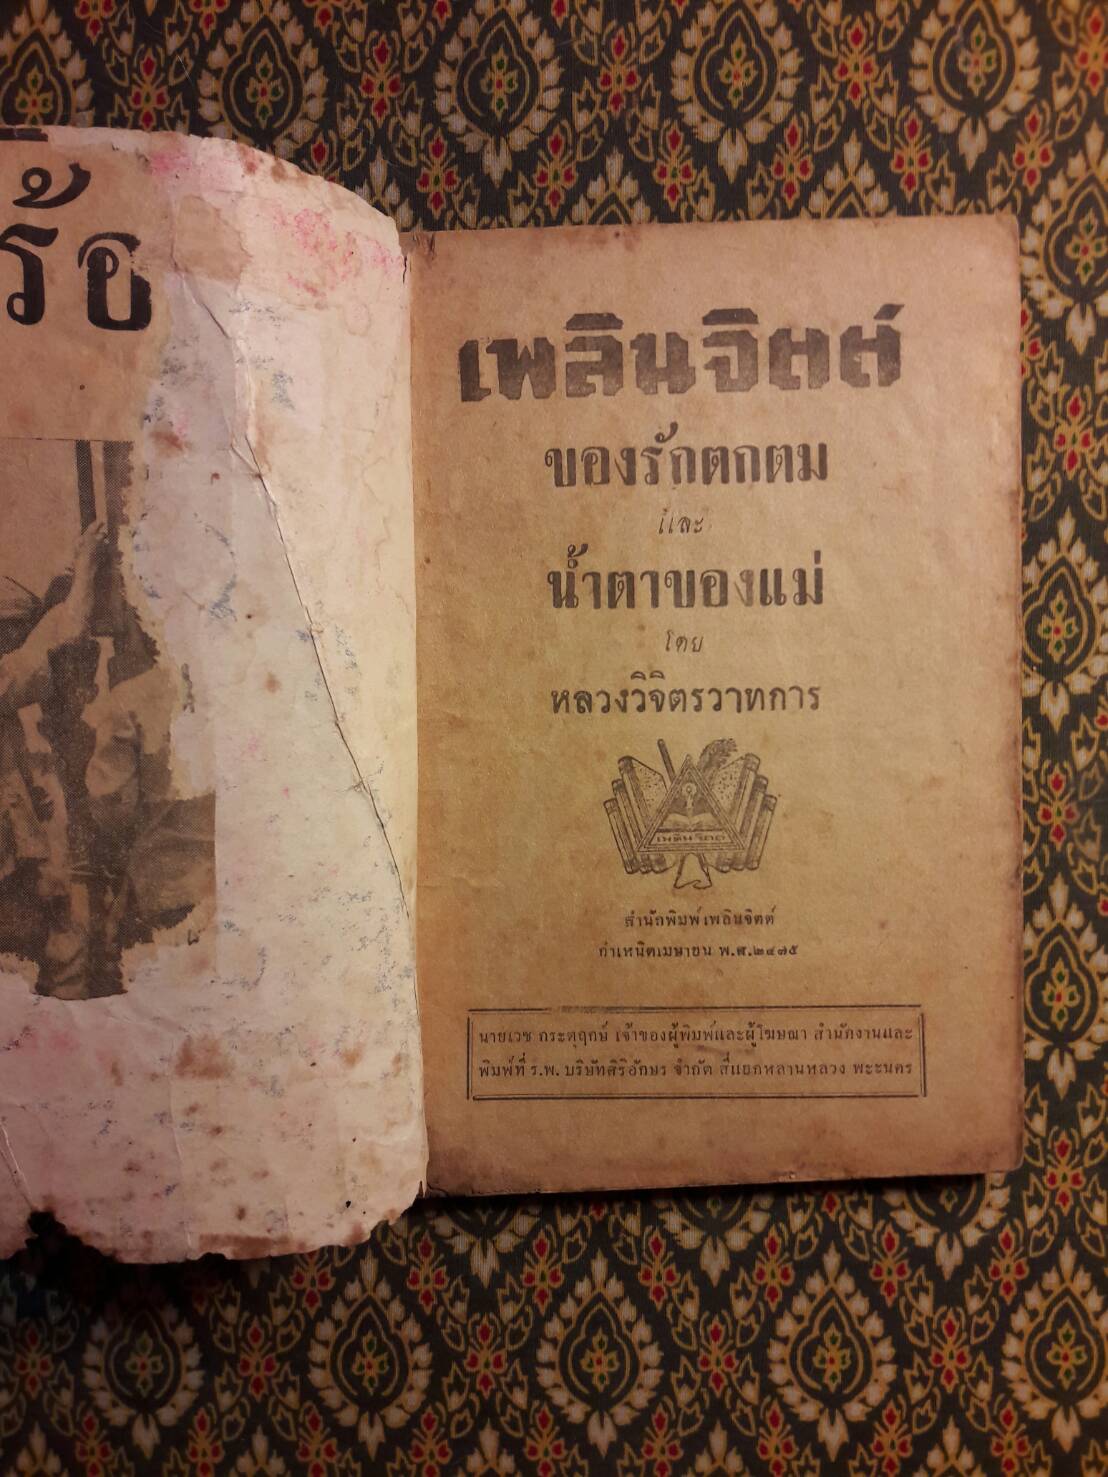 ร้อ
เพลินจิตต์
ของรักตกตม
และ
น้ำตาของแม่
โดย
หลวงวิจิตรวาทการ
เพลินจิตต์
สำนักพิมพ์เพลินจิตต์
กำเหนิดเมษายน พ.ศ.๒๔๗๕
นายเวช กระตุฤกษ์ เจ้าของผู้พิมพ์และผู้โฆษณา สำนักงานและ
พิมพ์ที่ ร.พ. บริษัทศิริอักษร จำกัด สี่แยกหลานหลวง พระนคร